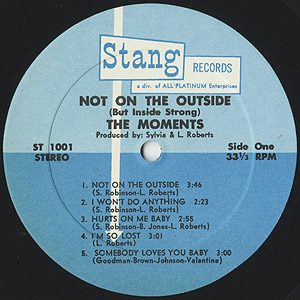 Stang
RECORDS
a div. of ALL PLATINUM Enterprises
NOT ON THE OUTSIDE
(But Inside Strong)
THE MOMENTS
Produced by: Sylvia & L. Roberts
ST 1001
STEREO
Side One
33⅓ RPM
1. NOT ON THE OUTSIDE 3:46
(S. Robinson-L. Roberts)
2. I WON'T DO ANYTHING 2:23
(S. Robinson-L. Roberts)
3. HURTS ON ME BABY 2:55
(S. Robinson-B. Jones-L. Roberts)
4. I'M SO LOST 3:01
(L. Roberts)
5. SOMEBODY LOVES YOU BABY 3:00
(Goodman-Brown-Johnson-Valentine)